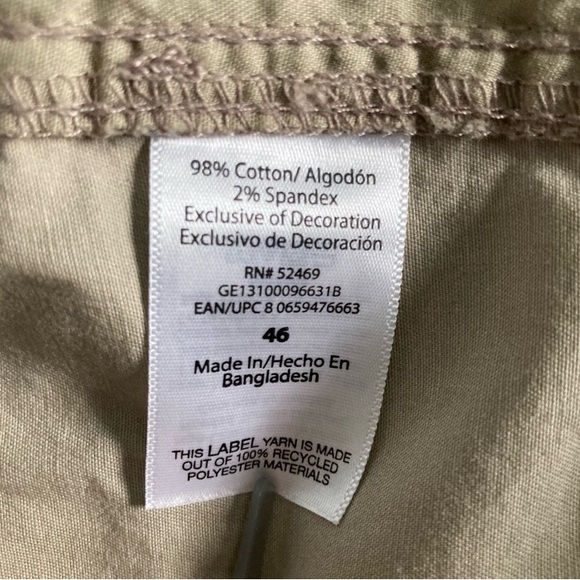 98% Cotton/ Algodón
2% Spandex
Exclusive of Decoration
Exclusivo de Decoración
RN# 52469
GE13100096631B
EAN/UPC 8 0659476663
46
Made In/Hecho En
Bangladesh
THIS LABEL YARN IS MADE
OUT OF 100% RECYCLED
POLYESTER MATERIALS